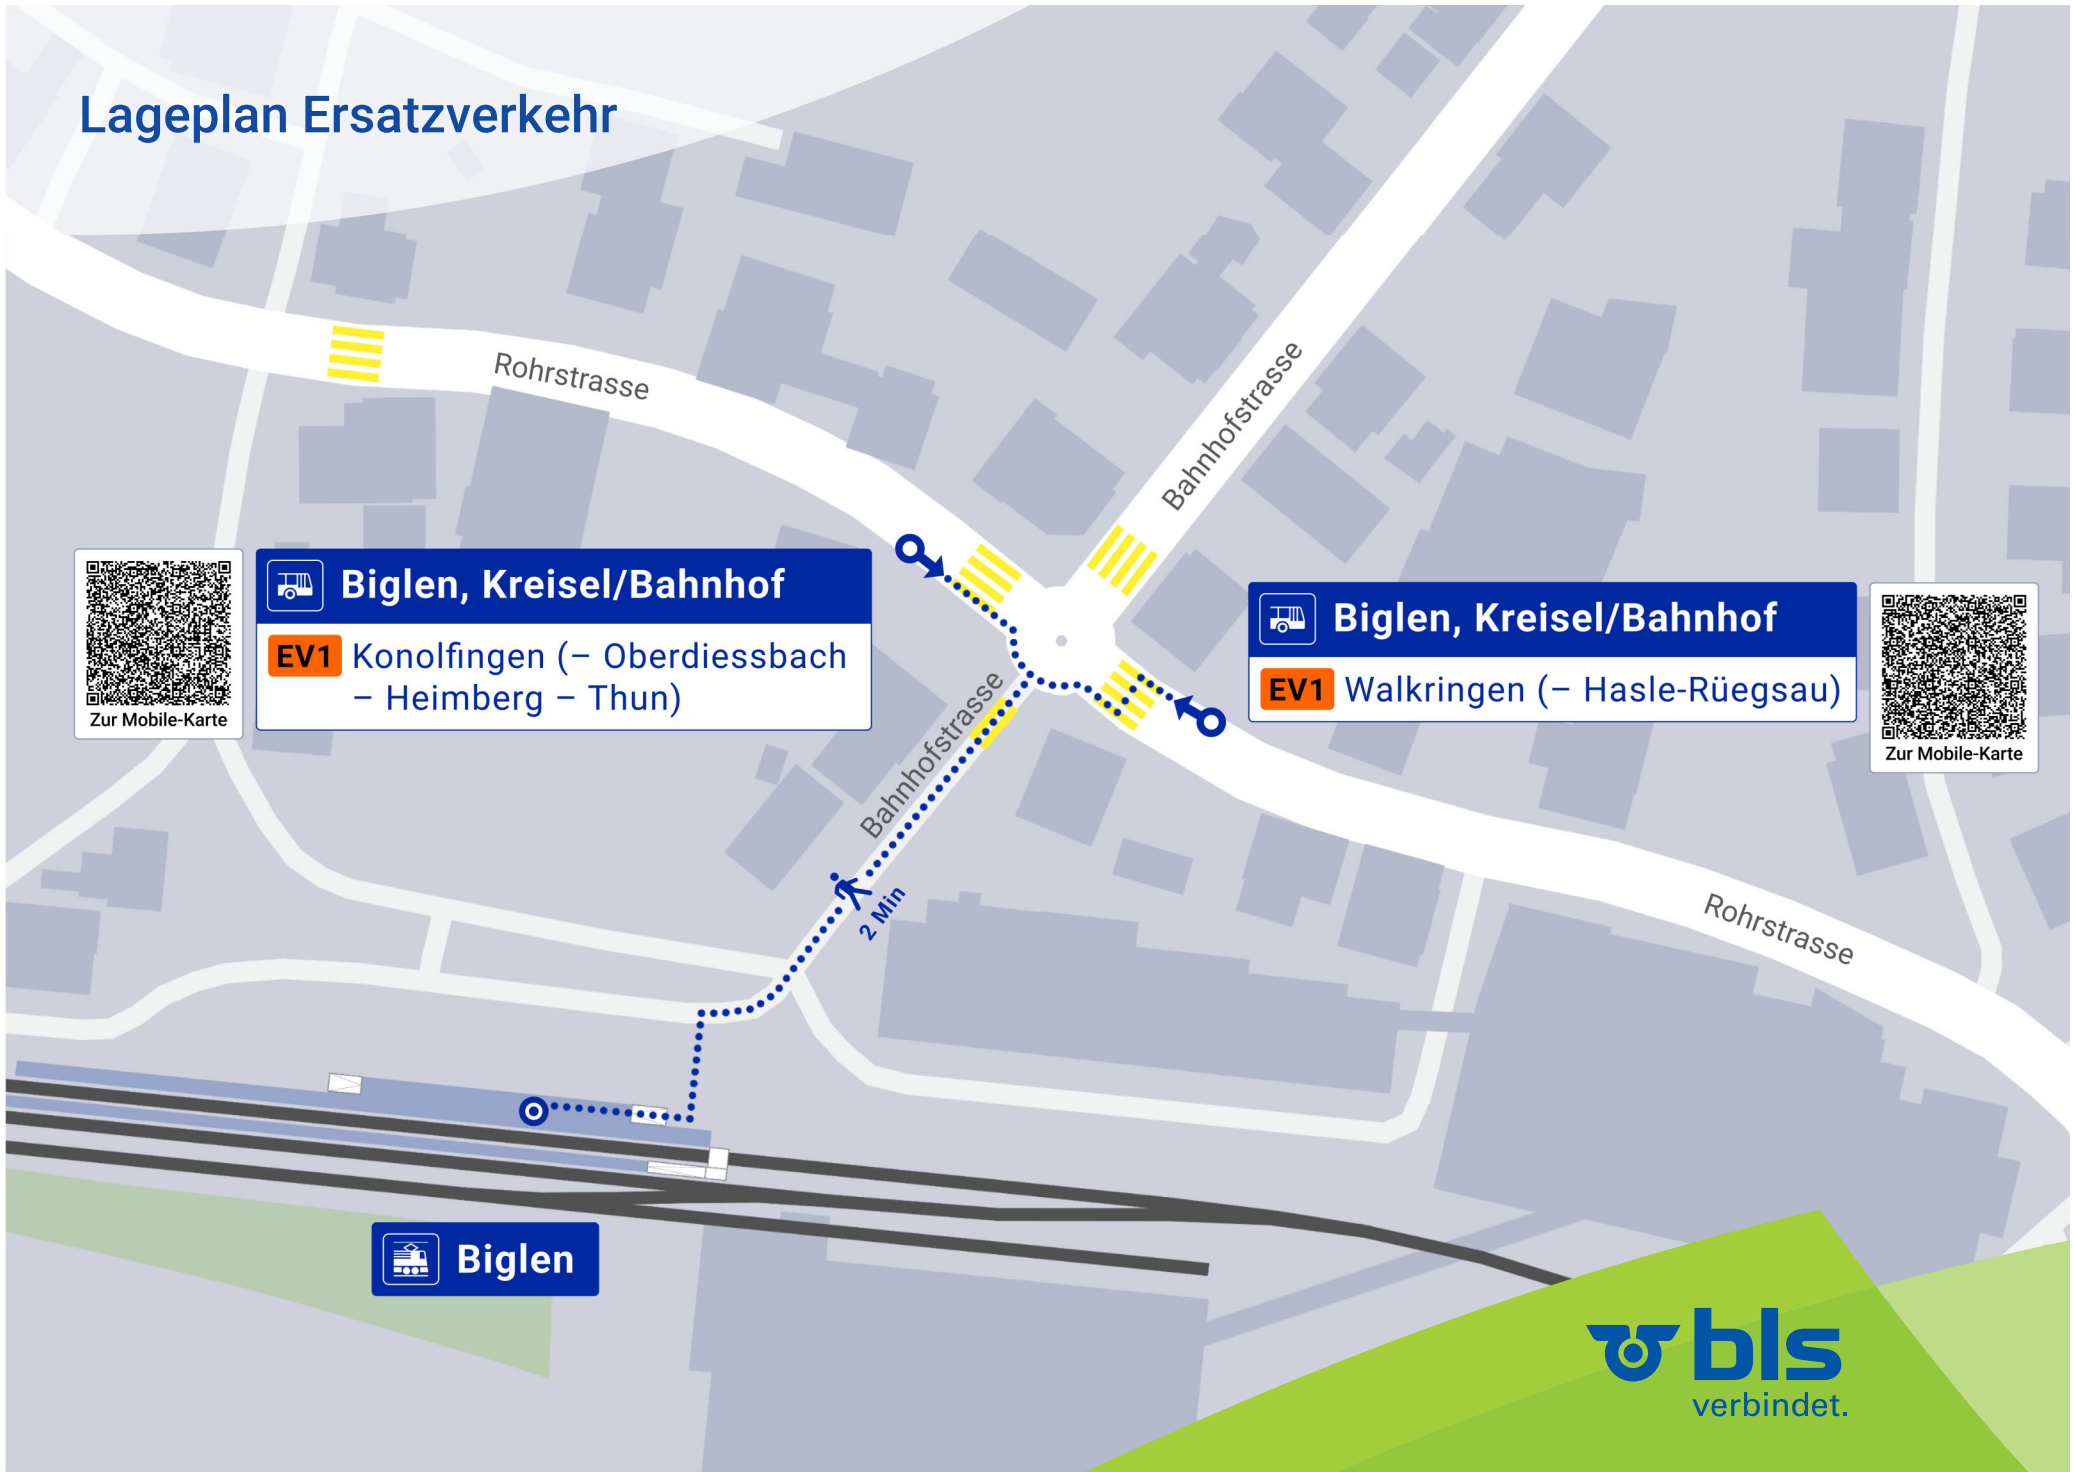 Lageplan Ersatzverkehr
Rohrstrasse
Bahnhofstrasse
Zur Mobile-Karte
Biglen, Kreisel/Bahnhof
EV1 Konolfingen (– Oberdiessbach
– Heimberg – Thun)
Biglen, Kreisel/Bahnhof
EV1 Walkringen (– Hasle-Rüegsau)
Zur Mobile-Karte
Bahnhofstrasse
2 Min
Rohrstrasse
Biglen
bls
verbindet.